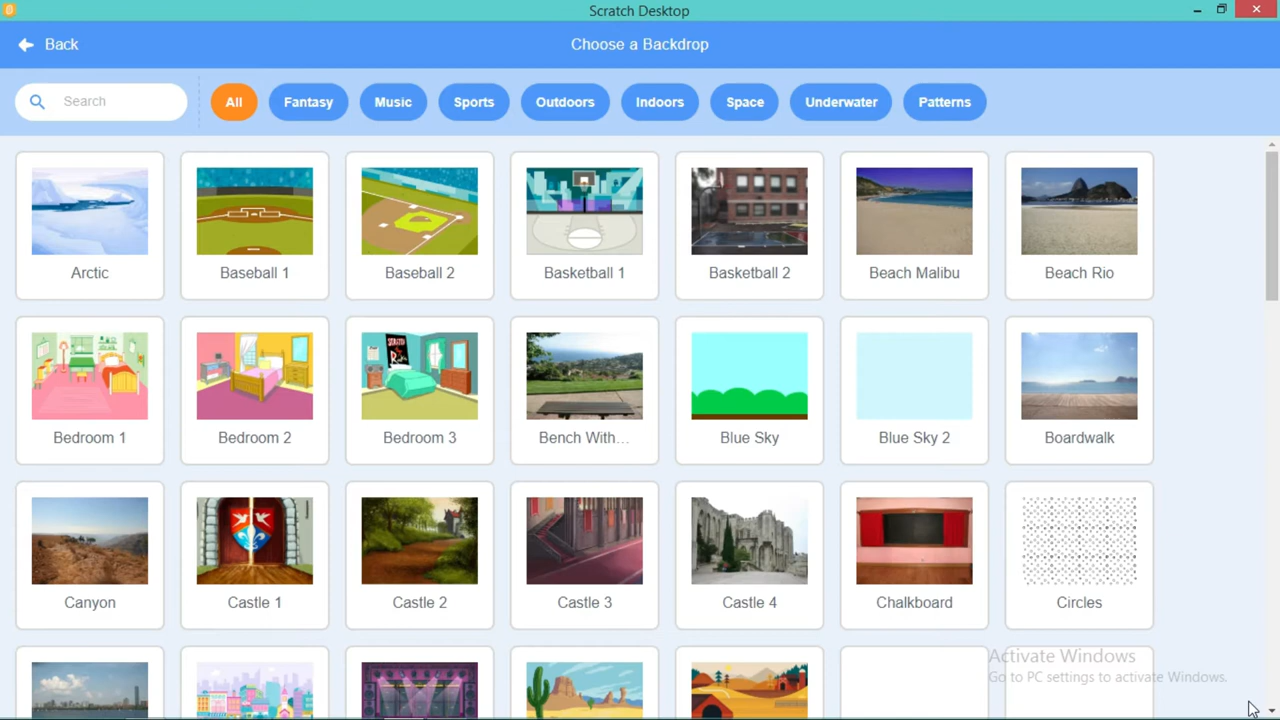 Scratch Desktop
Back
Choose a Backdrop
Search
All
Fantasy
Music
Sports
Outdoors
Indoors
Space
Underwater
Patterns
Arctic
Baseball 1
Baseball 2
Basketball 1
Basketball 2
Beach Malibu
Beach Rio
Bedroom 1
Bedroom 2
Bedroom 3
Bench With...
Blue Sky
Blue Sky 2
Boardwalk
Canyon
Castle 1
Castle 2
Castle 3
Castle 4
Chalkboard
Circles
Activate Windows
Go to PC settings to activate Windows.